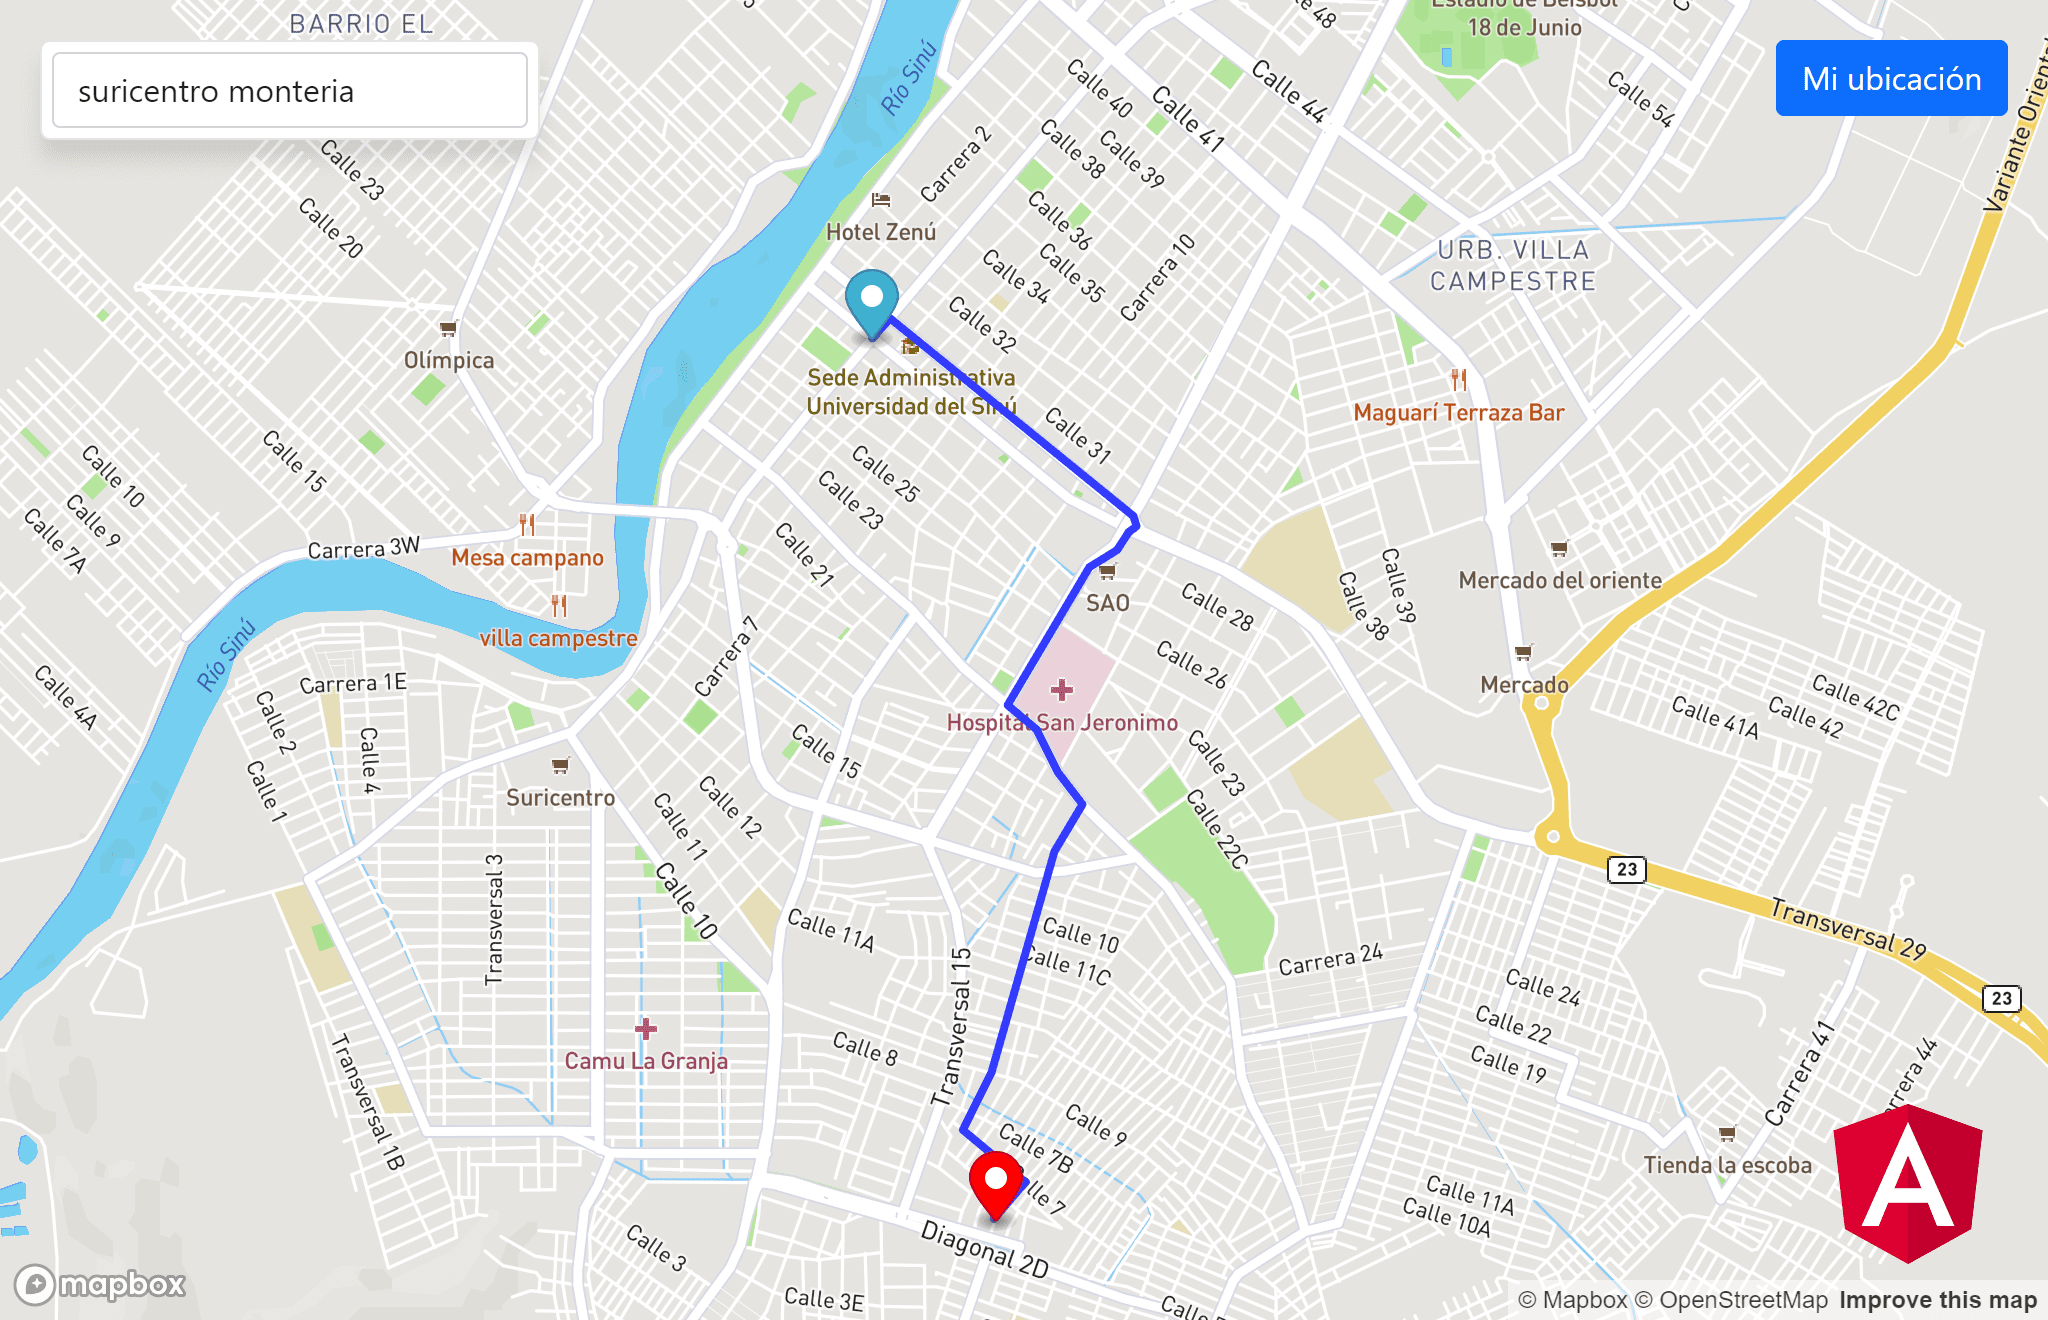 BARRIO EL
Estadio de Béisbol
18 de Junio
suricentro monteria
Mi ubicación
Río Sinú
Calle 48
Calle 40
Calle 44
Calle 41
Calle 54
Variante Oriental
Calle 38
Calle 39
Carrera 2
Calle 23
Calle 20
Hotel Zenú
Calle 36
Calle 35
Calle 34
Carrera 10
URB. VILLA
CAMPESTRE
Calle 32
Olímpica
Sede Administrativa
Universidad del Sinú
Calle 31
Maguarí Terraza Bar
Calle 15
Calle 10
Calle 9
Calle 7A
Calle 25
Calle 23
Calle 21
Carrera 3W
Mesa campano
villa campestre
SAO
Calle 28
Calle 38
Calle 39
Mercado del oriente
Río Sinú
Carrera 7
Calle 26
Mercado
Calle 4A
Calle 2
Carrera 1E
Calle 4
Calle 1
Hospital San Jeronimo
Calle 41A
Calle 42
Calle 42C
Calle 15
Calle 23
Calle 22C
Suricentro
Calle 12
Calle 11
Calle 10
Transversal 3
Calle 11A
Calle 10
Calle 11C
23
Transversal 29
Carrera 24
Calle 24
Calle 22
Calle 19
23
Transversal 15
Camu La Granja
Calle 8
Transversal 1B
Calle 9
Calle 7B
Calle 7
Carrera 41
Carrera 44
Tienda la escoba
Calle 11A
Calle 10A
Diagonal 2D
Calle 3
Calle 3E
A
mapbox
© Mapbox © OpenStreetMap Improve this map